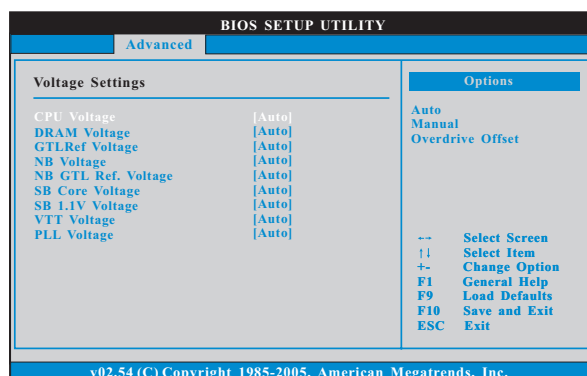 BIOS SETUP UTILITY
Advanced
Voltage Settings
CPU Voltage [Auto]
DRAM Voltage [Auto]
GTLRef Voltage [Auto]
NB Voltage [Auto]
NB GTL Ref. Voltage [Auto]
SB Core Voltage [Auto]
SB 1.1V Voltage [Auto]
VTT Voltage [Auto]
PLL Voltage [Auto]
Options
Auto
Manual
Overdrive Offset
←→ Select Screen
↑↓ Select Item
+- Change Option
F1 General Help
F9 Load Defaults
F10 Save and Exit
ESC Exit
v02.54 (C) Copyright 1985-2005, American Megatrends, Inc.